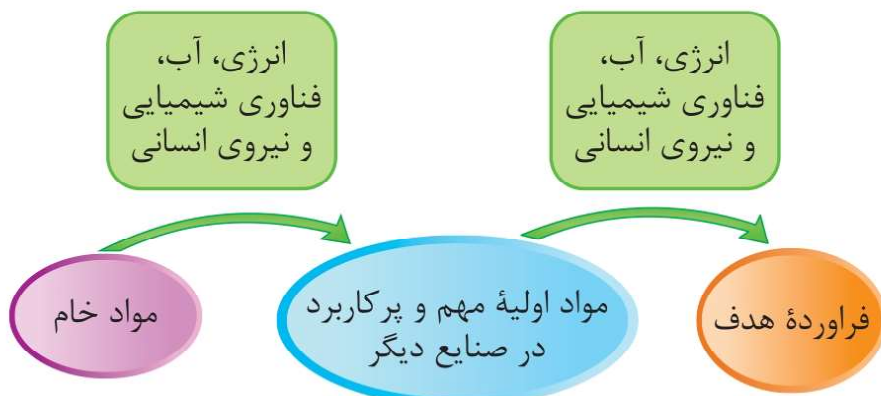 انرژی، آب،
فناوری شیمیایی
و نیروی انسانی
انرژی، آب،
فناوری شیمیایی
و نیروی انسانی
مواد خام
مواد اولیهٔ مهم و پرکاربرد
در صنایع دیگر
فراوردهٔ هدف